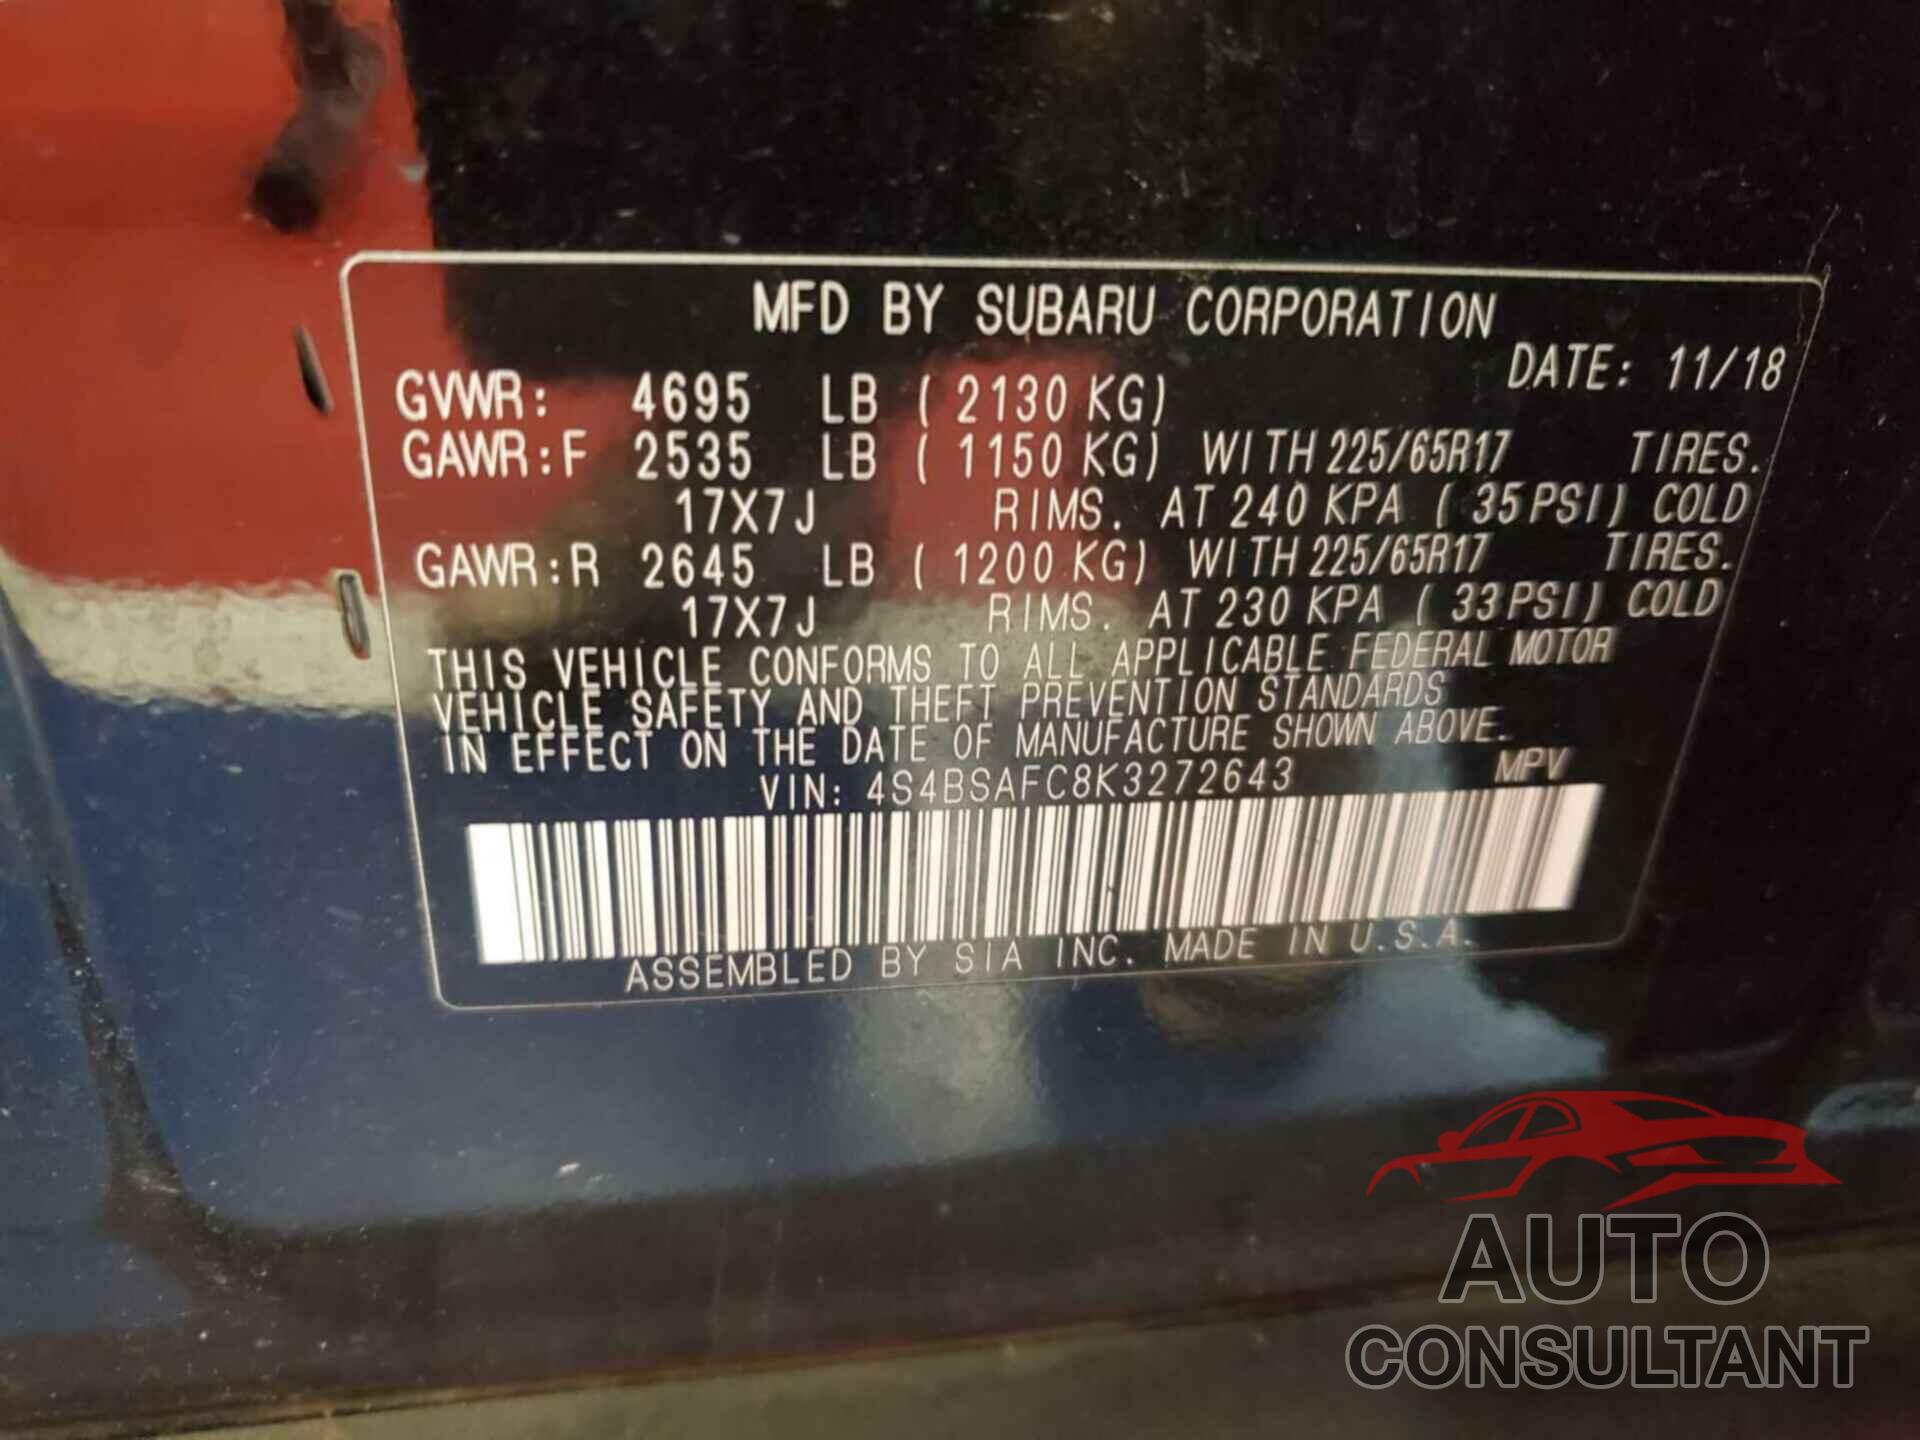 MFD BY SUBARU CORPORATION
DATE: 11/18
GVWR: 4695 LB ( 2130 KG)
GAWR:F 2535 LB ( 1150 KG) WITH 225/65R17 TIRES.
17X7J RIMS. AT 240 KPA ( 35PSI) COLD
GAWR:R 2645 LB ( 1200 KG) WITH 225/65R17 TIRES.
17X7J RIMS. AT 230 KPA ( 33PSI) COLD
THIS VEHICLE CONFORMS TO ALL APPLICABLE FEDERAL MOTOR
VEHICLE SAFETY AND THEFT PREVENTION STANDARDS
IN EFFECT ON THE DATE OF MANUFACTURE SHOWN ABOVE.
VIN: 4S4BSAFC8K3272643 MPV
ASSEMBLED BY SIA INC. MADE IN U.S.A.
AUTO
CONSULTANT